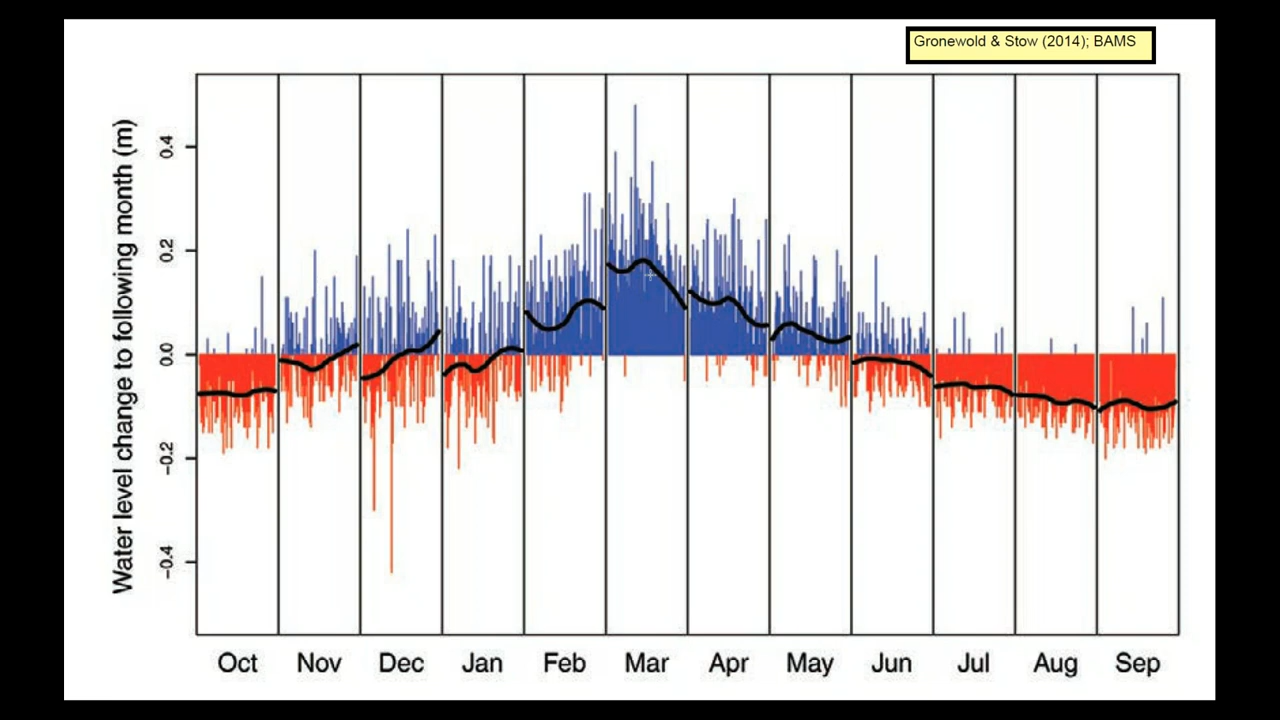 Gronewold & Stow (2014); BAMS
Water level change to following month (m)
0.4
0.2
0.0
−0.2
−0.4
Oct Nov Dec Jan Feb Mar Apr May Jun Jul Aug Sep